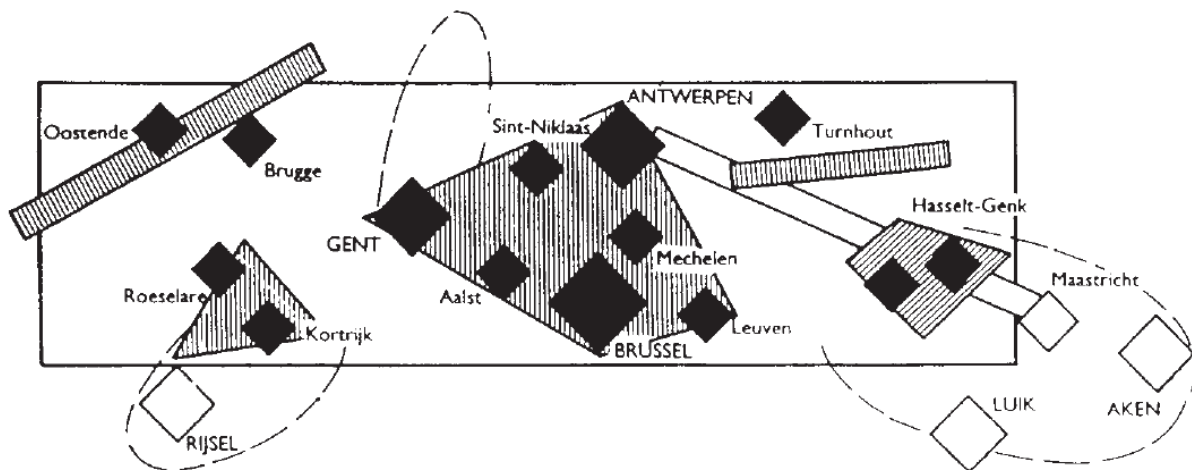 ANTWERPEN
Oostende
Sint-Niklaas
Turnhout
Brugge
Hasselt-Genk
GENT
Mechelen
Roeselare
Aalst
Maastricht
Kortrijk
Leuven
BRUSSEL
LUIK
AKEN
RIJSEL